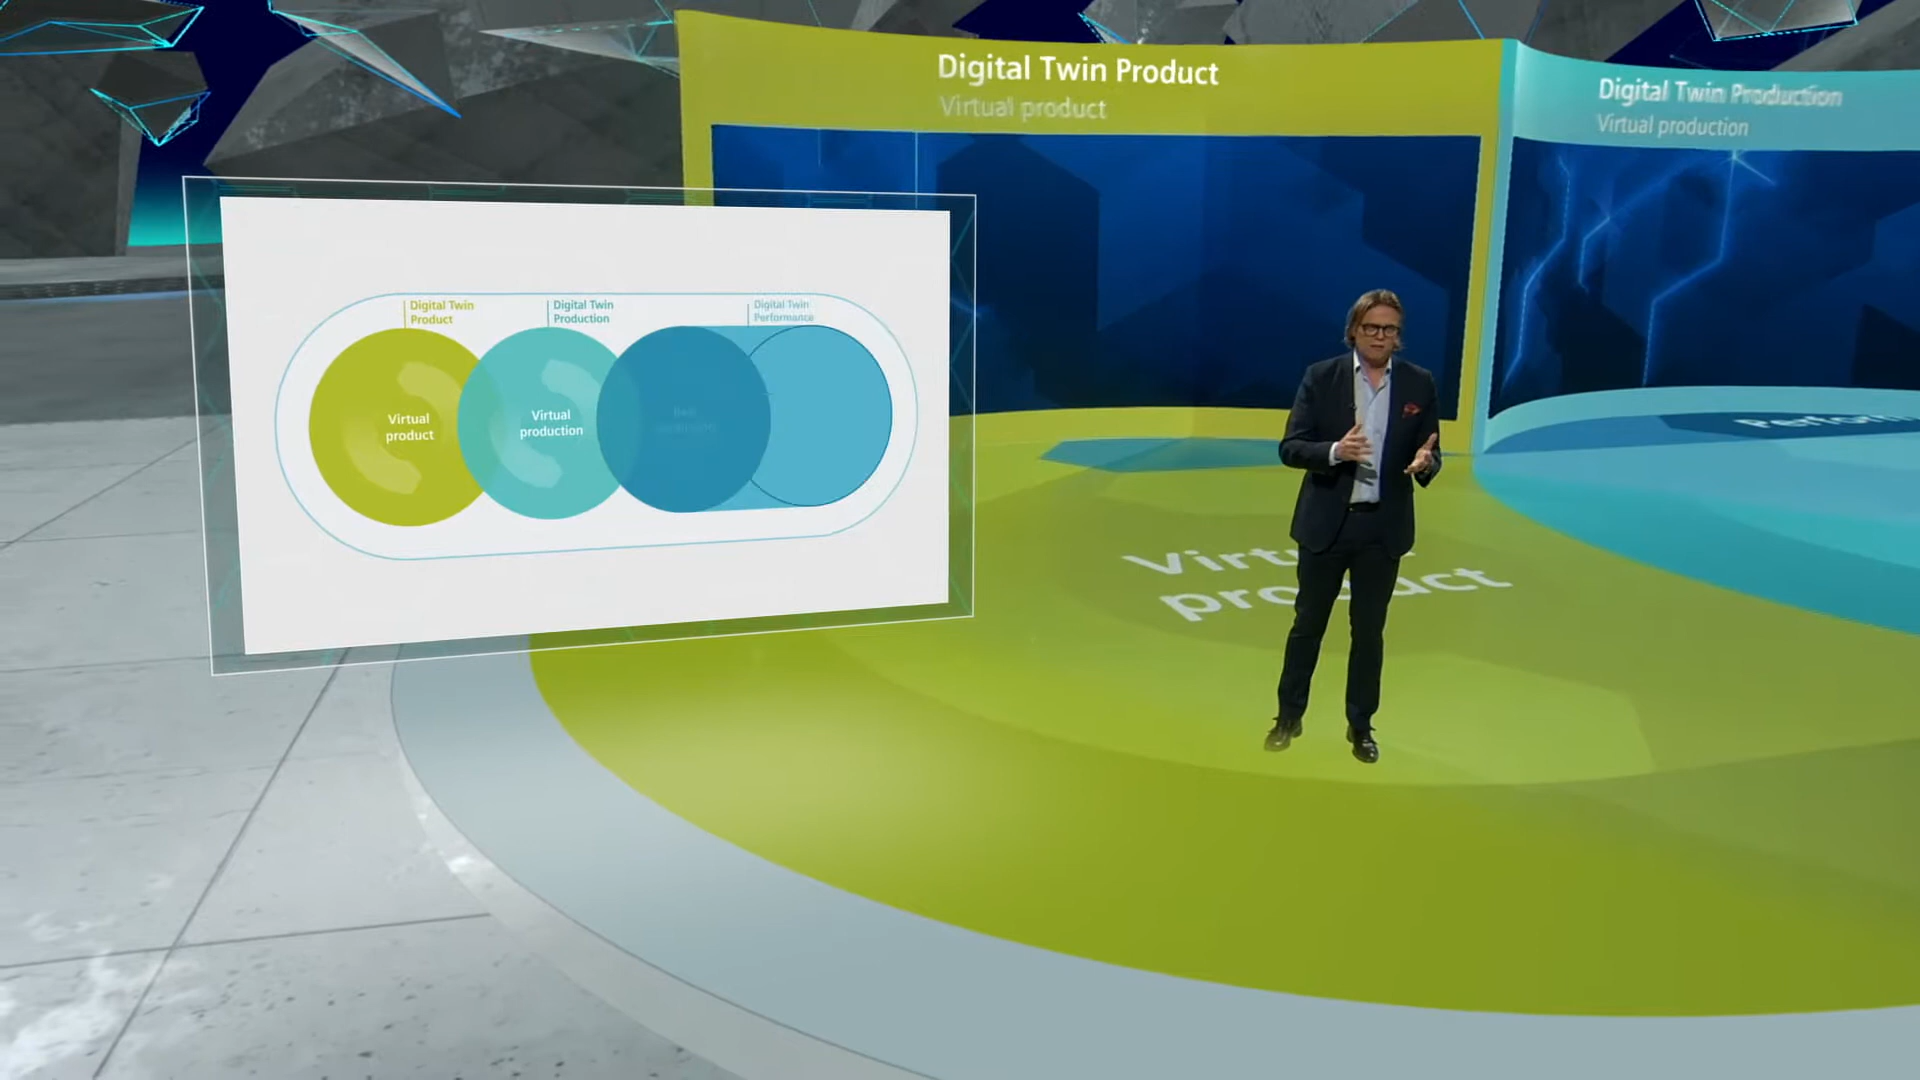 Digital Twin Product
Virtual product
Digital Twin Production
Virtual production
Digital Twin
Product
Digital Twin
Production
Digital Twin
Performance
Virtual
product
Virtual
production
product